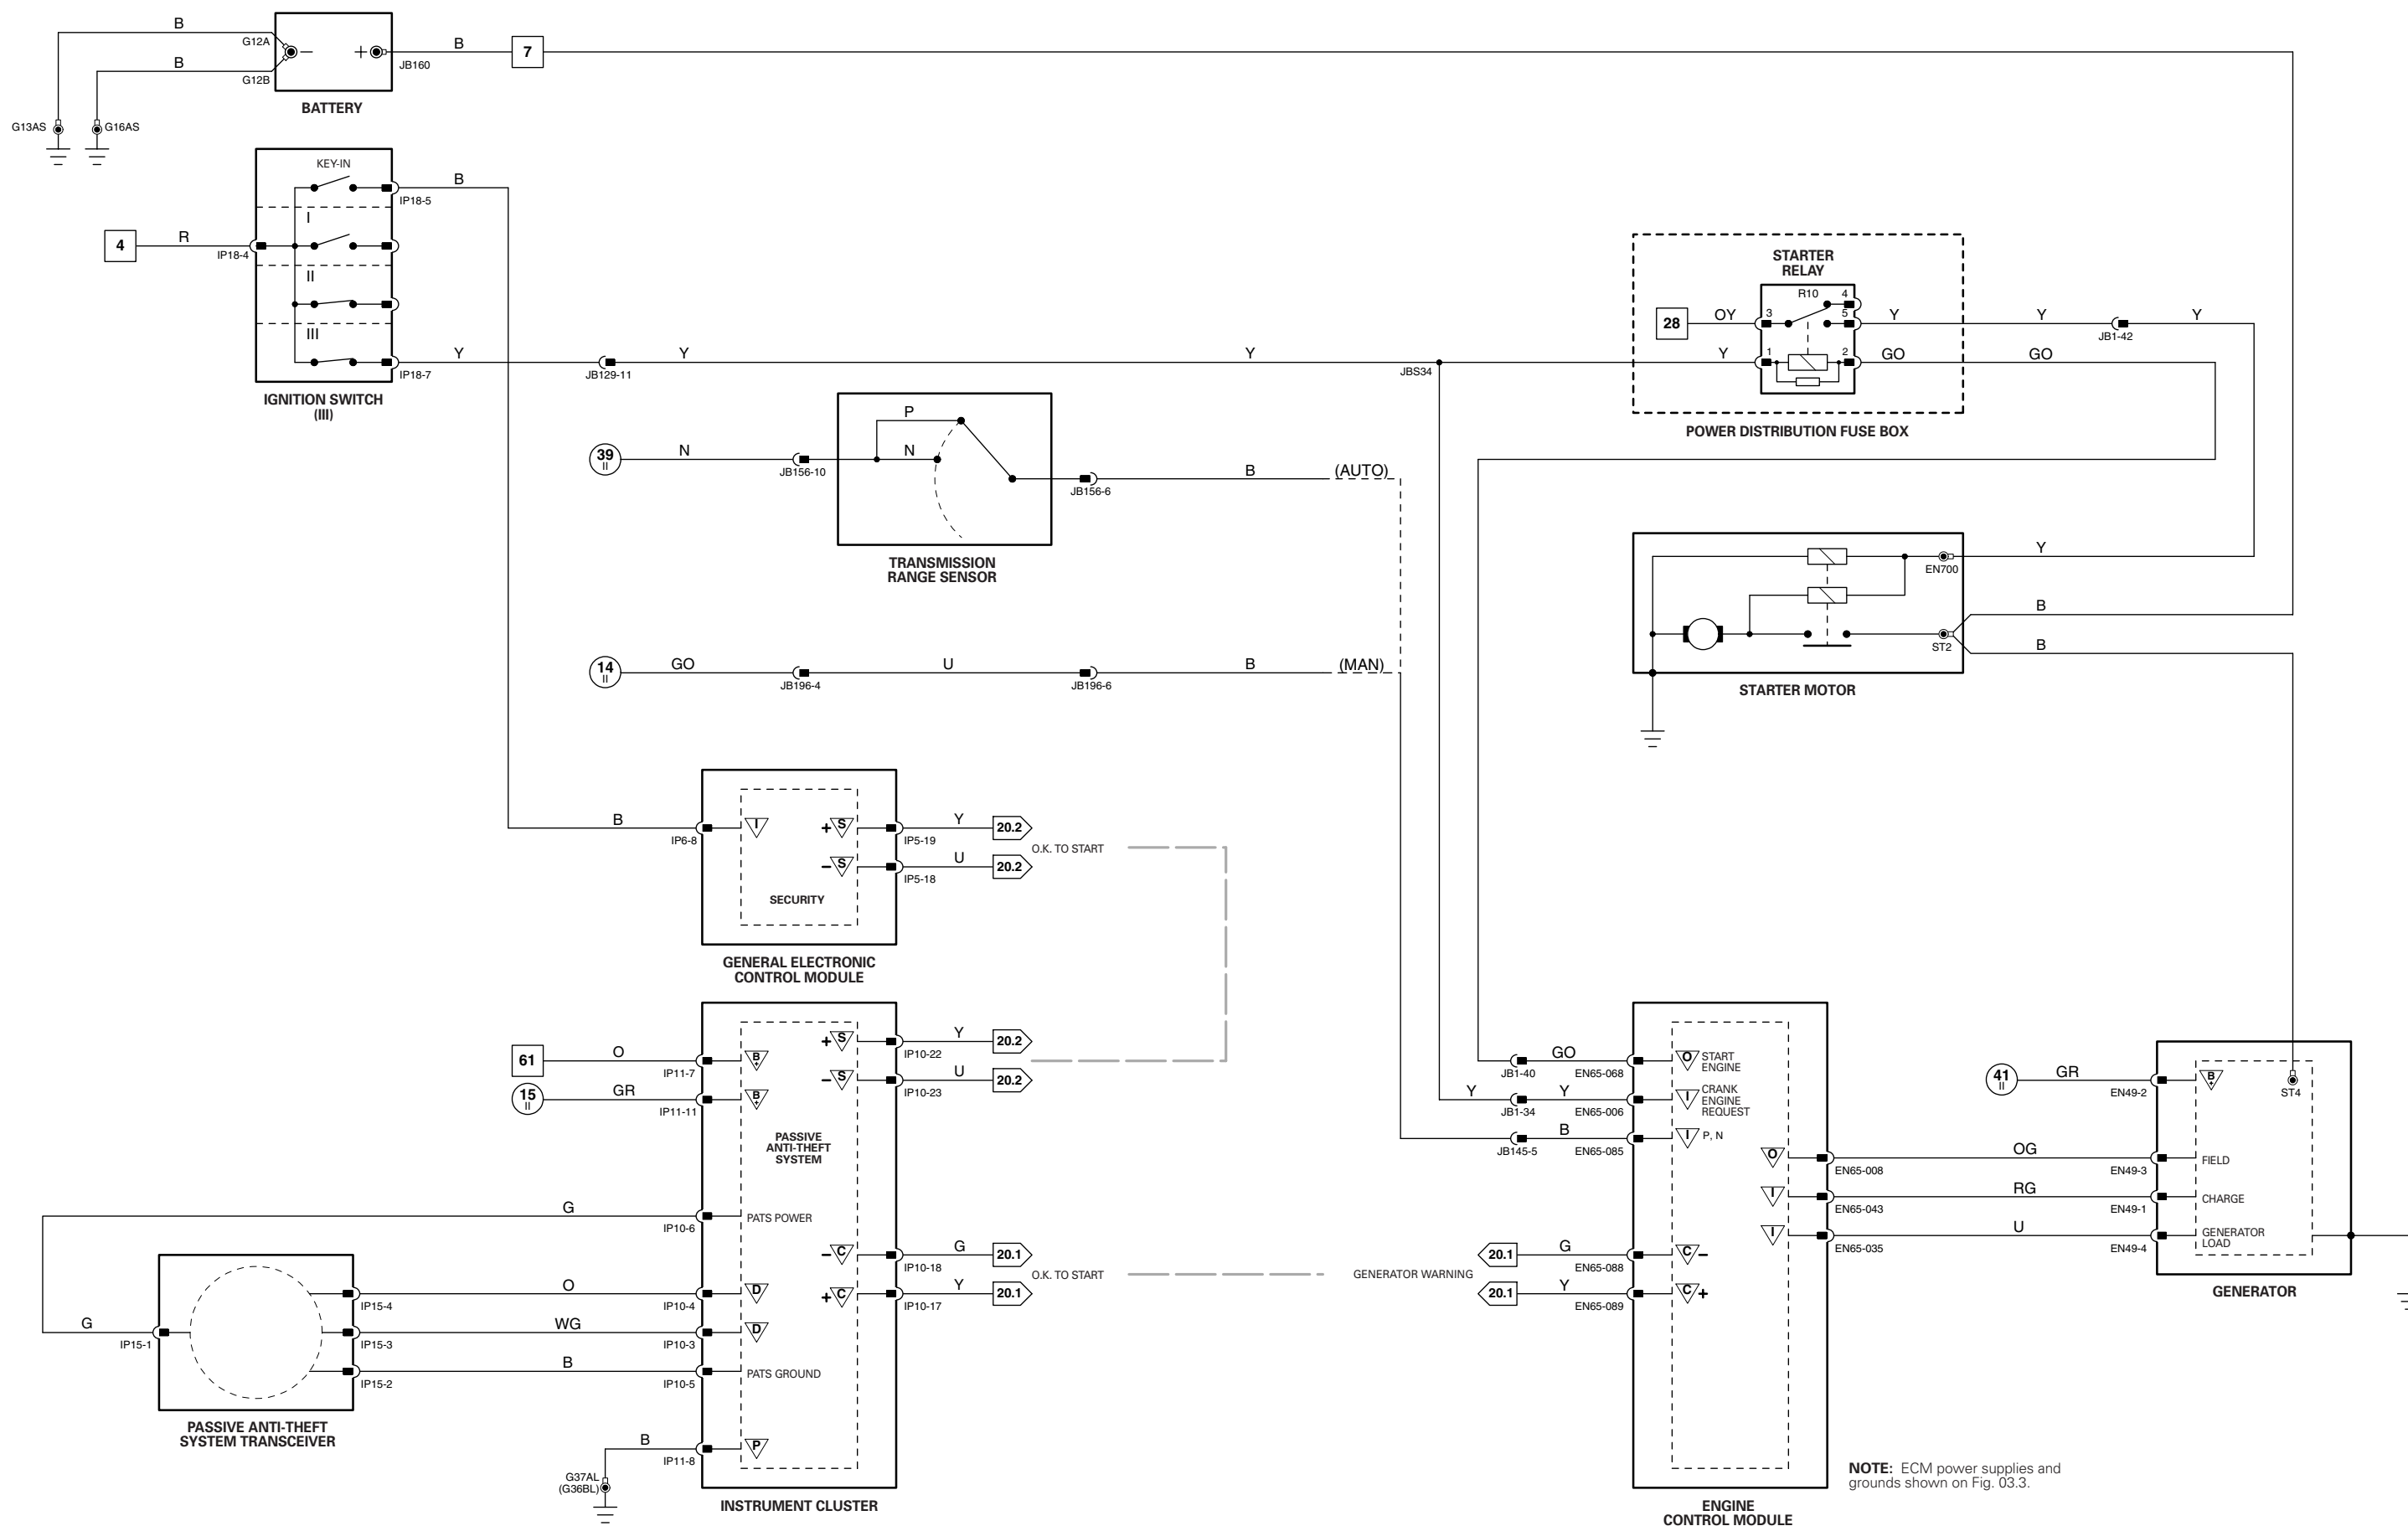 B
G12A
B
G12B
+
−
JB160
B
7
BATTERY
G13AS
G16AS
KEY-IN
I
II
III
B
IP18-5
4
R
IP18-4
Y
IP18-7
IGNITION SWITCH
(III)
JB129-11
Y
Y
JBS34
Y
STARTER
RELAY
R10
28
OY
3
4
5
1
2
Y
Y
JB1-42
Y
GO
GO
POWER DISTRIBUTION FUSE BOX
39
II
N
JB156-10
P
N
JB156-6
B
(AUTO)
TRANSMISSION
RANGE SENSOR
14
II
GO
JB196-4
U
JB196-6
B
(MAN)
Y
EN700
B
ST2
B
STARTER MOTOR
B
IP6-8
I
+ S
IP5-19
Y
20.2
O.K. TO START
− S
IP5-18
U
20.2
SECURITY
GENERAL ELECTRONIC
CONTROL MODULE
61
O
IP11-7
B
+
15
II
GR
IP11-11
B
+
+ S
IP10-22
Y
20.2
− S
IP10-23
U
20.2
PASSIVE
ANTI-THEFT
SYSTEM
G
IP10-6
PATS POWER
− C
IP10-18
G
20.1
O.K. TO START
+ C
IP10-17
Y
20.1
G
IP15-1
IP15-4
O
IP10-4
D
IP15-3
WG
IP10-3
D
IP15-2
B
IP10-5
PATS GROUND
PASSIVE ANTI-THEFT
SYSTEM TRANSCEIVER
B
IP11-8
P
G37AL
(G36BL)
INSTRUMENT CLUSTER
JB1-40
GO
EN65-068
O
START
ENGINE
Y
JB1-34
Y
EN65-006
I
CRANK
ENGINE
REQUEST
JB145-5
B
EN65-085
I
P, N
O
EN65-008
OG
EN49-3
FIELD
I
EN65-043
RG
EN49-1
CHARGE
I
EN65-035
U
EN49-4
GENERATOR
LOAD
41
II
GR
EN49-2
B
+
ST4
GENERATOR
GENERATOR WARNING
20.1
G
EN65-088
C −
20.1
Y
EN65-089
C +
NOTE: ECM power supplies and
grounds shown on Fig. 03.3.
ENGINE
CONTROL MODULE